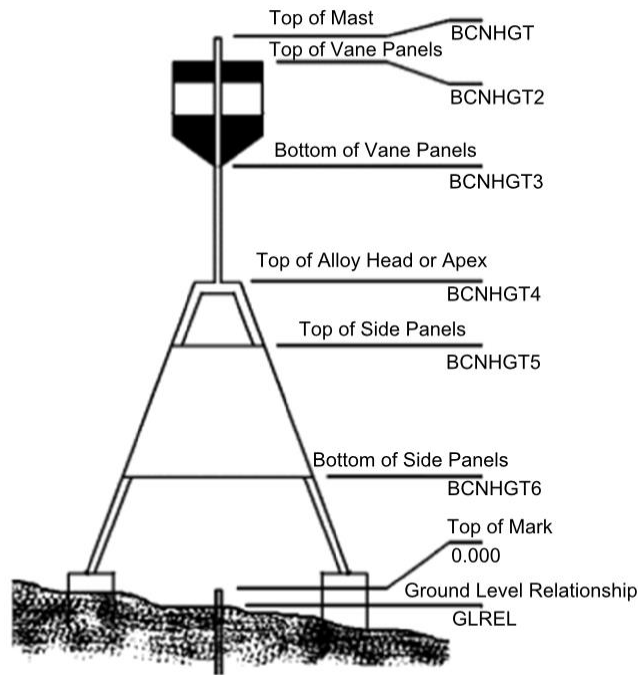 Top of Mast
BCNHGT
Top of Vane Panels
BCNHGT2
Bottom of Vane Panels
BCNHGT3
Top of Alloy Head or Apex
BCNHGT4
Top of Side Panels
BCNHGT5
Bottom of Side Panels
BCNHGT6
Top of Mark
0.000
Ground Level Relationship
GLREL